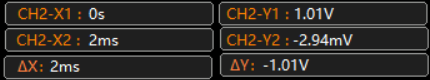 CH2-X1 : 0s CH2-Y1 : 1.01V
CH2-X2 : 2ms CH2-Y2 : -2.94mV
ΔX: 2ms ΔY: -1.01V